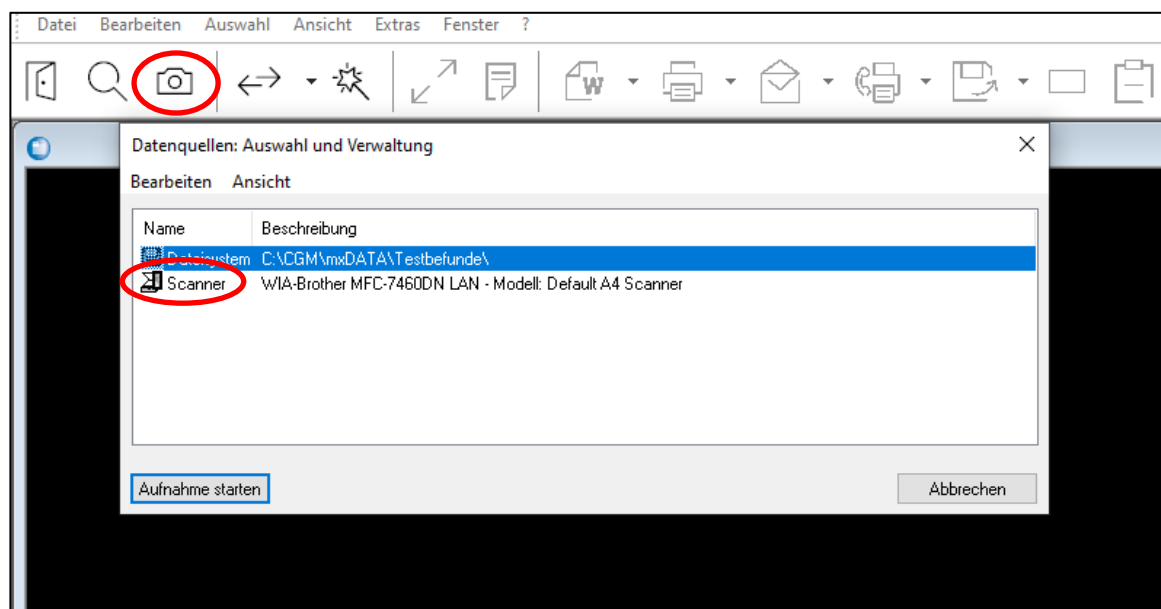 Datei Bearbeiten Auswahl Ansicht Extras Fenster ?
W
Datenquellen: Auswahl und Verwaltung
Bearbeiten Ansicht
Name Beschreibung
Dateisystem C:\CGM\mxDATA\Testbefunde\
Scanner WIA-Brother MFC-7460DN LAN - Modell: Default A4 Scanner
Aufnahme starten Abbrechen